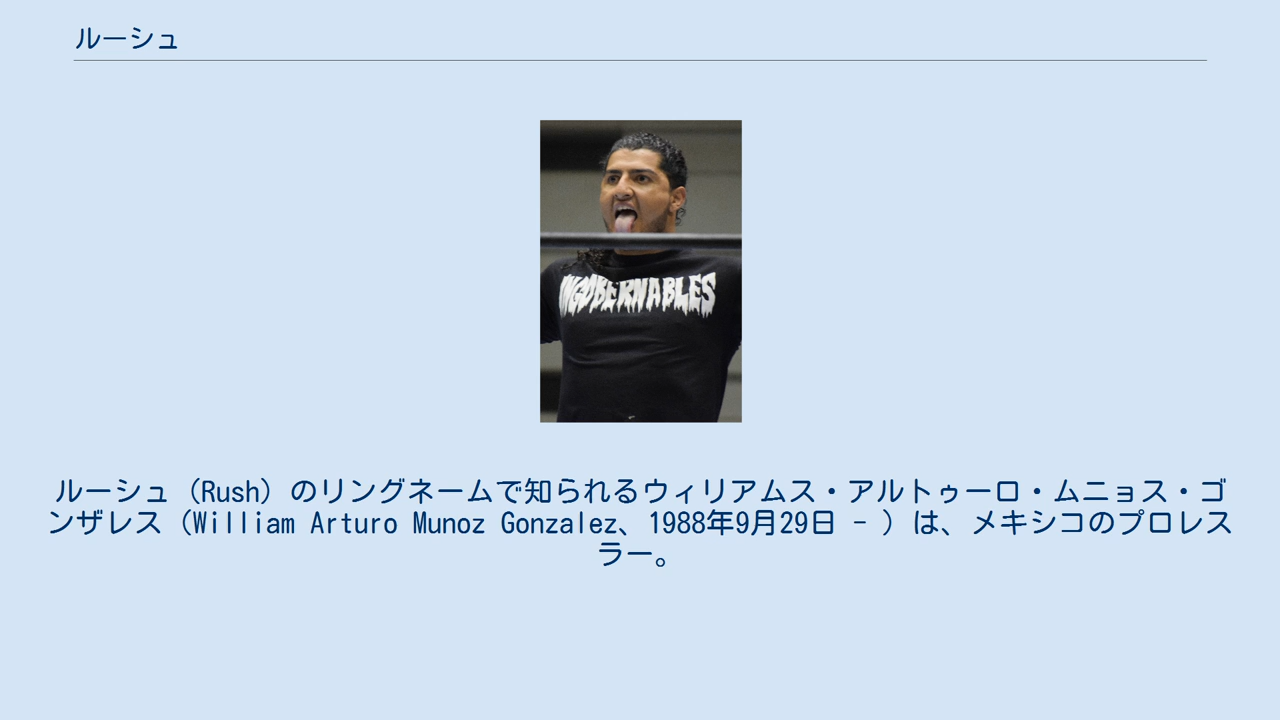 ルーシュ
INGOBERNABLES
ルーシュ（Rush）のリングネームで知られるウィリアムス・アルトゥーロ・ムニョス・ゴ
ンザレス（William Arturo Munoz Gonzalez、1988年9月29日 - ）は、メキシコのプロレス
ラー。